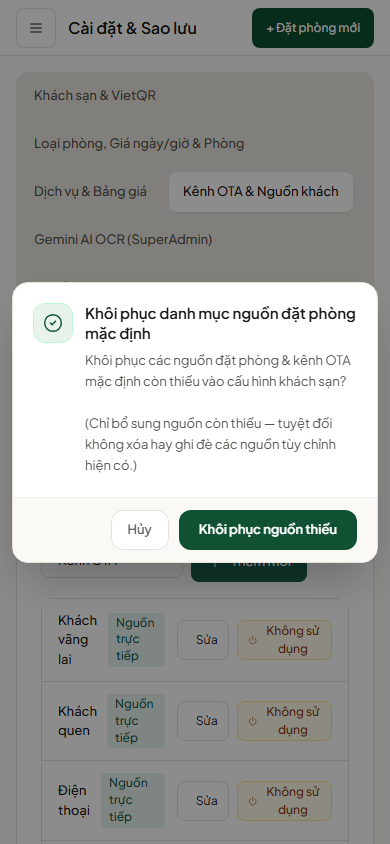 Cài đặt & Sao lưu
+ Đặt phòng mới
Khách sạn & VietQR
Loại phòng, Giá ngày/giờ & Phòng
Dịch vụ & Bảng giá
Kênh OTA & Nguồn khách
Gemini AI OCR (SuperAdmin)
Khôi phục danh mục nguồn đặt phòng
mặc định
Khôi phục các nguồn đặt phòng & kênh OTA
mặc định còn thiếu vào cấu hình khách sạn?
(Chỉ bổ sung nguồn còn thiếu — tuyệt đối
không xóa hay ghi đè các nguồn tùy chỉnh
hiện có.)
Hủy
Khôi phục nguồn thiếu
Khách
vãng
lai
Nguồn
trực
tiếp
Sửa
Không sử
dụng
Khách
quen
Nguồn
trực
tiếp
Sửa
Không sử
dụng
Điện
thoại
Nguồn
trực
tiếp
Sửa
Không sử
dụng